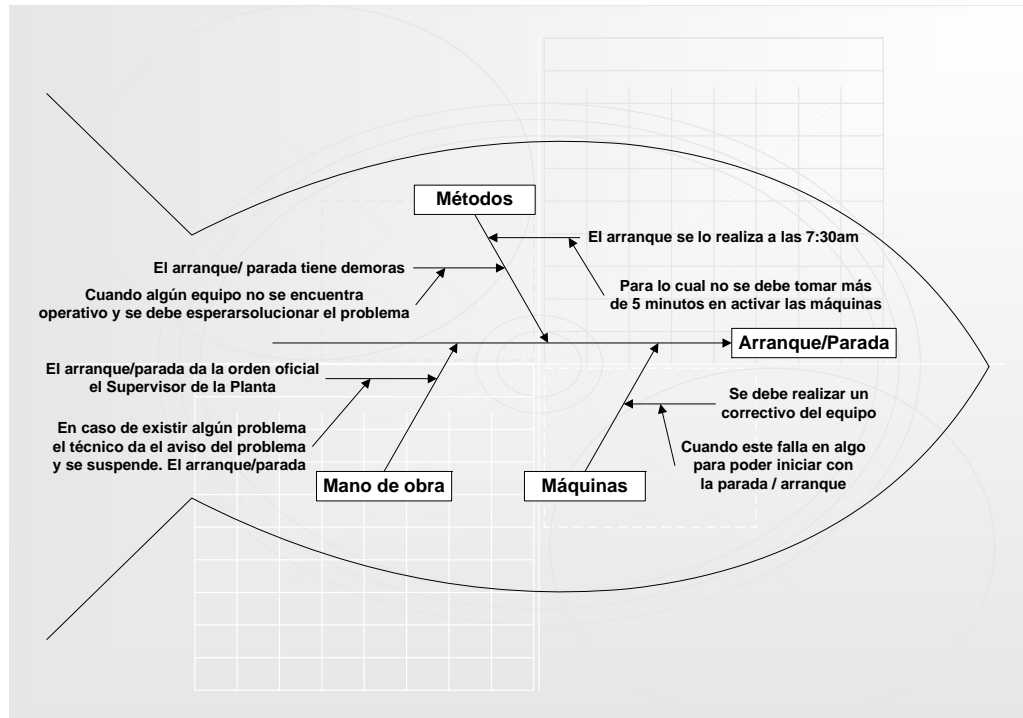 Métodos
El arranque se lo realiza a las 7:30am
El arranque/ parada tiene demoras
Para lo cual no se debe tomar más
de 5 minutos en activar las máquinas
Cuando algún equipo no se encuentra
operativo y se debe esperarsolucionar el problema
Arranque/Parada
El arranque/parada da la orden oficial
el Supervisor de la Planta
Se debe realizar un
correctivo del equipo
En caso de existir algún problema
el técnico da el aviso del problema
y se suspende. El arranque/parada
Cuando este falla en algo
para poder iniciar con
la parada / arranque
Mano de obra
Máquinas